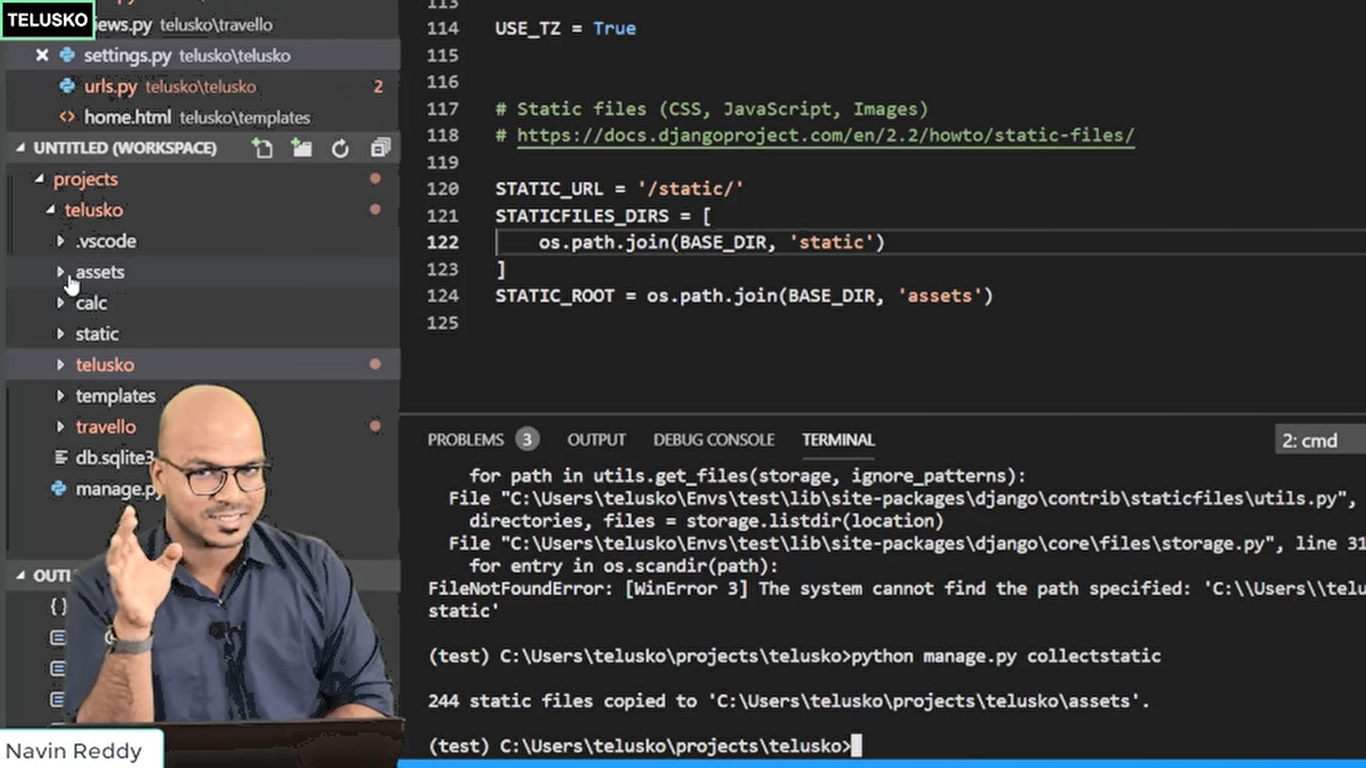 TELUSKO
iews.py telusko\travello
settings.py telusko\telusko
urls.py telusko\telusko 2
home.html telusko\templates
UNTITLED (WORKSPACE)
projects
telusko
.vscode
assets
calc
static
telusko
templates
travello
db.sqlite3
manage.py
OUTLI
{}
Navin Reddy
113
114 USE_TZ = True
115
116
117 # Static files (CSS, JavaScript, Images)
118 # https://docs.djangoproject.com/en/2.2/howto/static-files/
119
120 STATIC_URL = '/static/'
121 STATICFILES_DIRS = [
122 os.path.join(BASE_DIR, 'static')
123 ]
124 STATIC_ROOT = os.path.join(BASE_DIR, 'assets')
125
PROBLEMS 3 OUTPUT DEBUG CONSOLE TERMINAL 2: cmd
for path in utils.get_files(storage, ignore_patterns):
File "C:\Users\telusko\Envs\test\lib\site-packages\django\contrib\staticfiles\utils.py",
directories, files = storage.listdir(location)
File "C:\Users\telusko\Envs\test\lib\site-packages\django\core\files\storage.py", line 31
for entry in os.scandir(path):
FileNotFoundError: [WinError 3] The system cannot find the path specified: 'C:\\Users\\telu
static'
(test) C:\Users\telusko\projects\telusko>python manage.py collectstatic
244 static files copied to 'C:\Users\telusko\projects\telusko\assets'.
(test) C:\Users\telusko\projects\telusko>